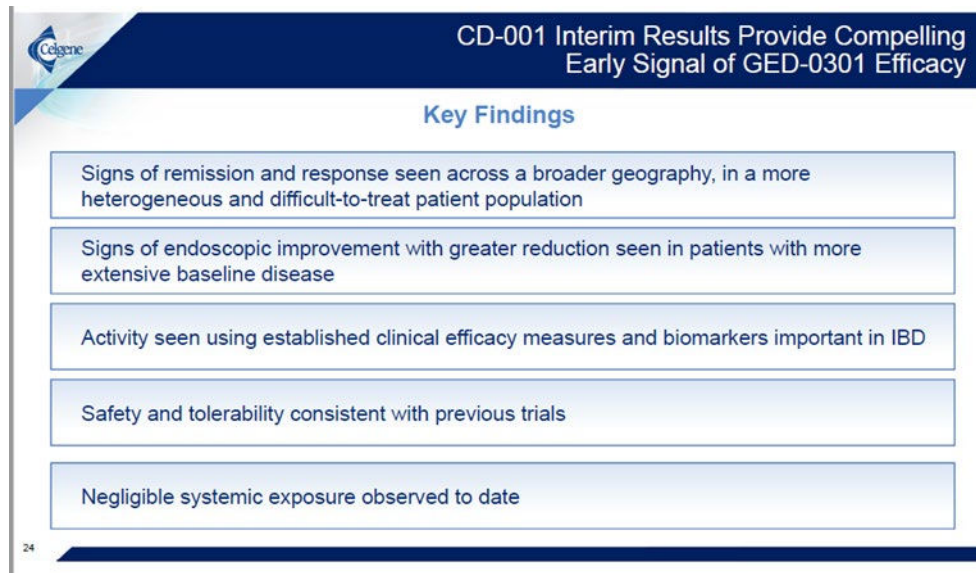 Celgene
CD-001 Interim Results Provide Compelling
Early Signal of GED-0301 Efficacy
Key Findings
Signs of remission and response seen across a broader geography, in a more
heterogeneous and difficult-to-treat patient population
Signs of endoscopic improvement with greater reduction seen in patients with more
extensive baseline disease
Activity seen using established clinical efficacy measures and biomarkers important in IBD
Safety and tolerability consistent with previous trials
Negligible systemic exposure observed to date
24